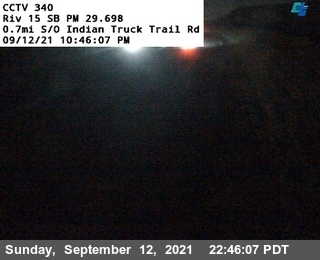 CCTV 340
Riv 15 SB PM 29.698
0.7mi S/O Indian Truck Trail Rd
09/12/21 10:46:07 PM
Sunday, September 12, 2021 22:46:07 PDT